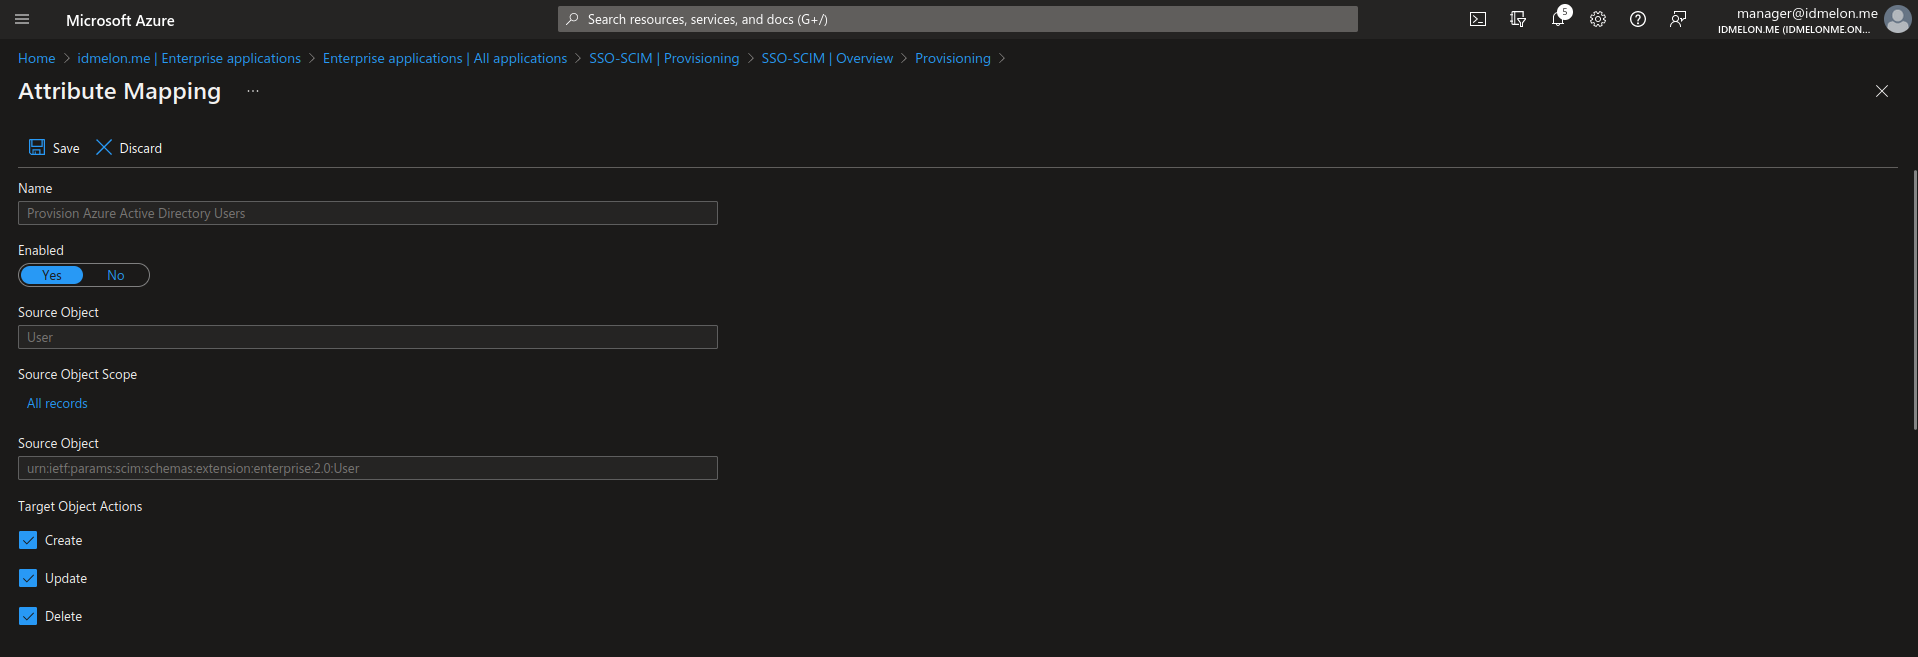 Microsoft Azure
Search resources, services, and docs (G+/)
5
manager@idmelon.me
IDMELON.ME (IDMELONME.ON...
Home > idmelon.me | Enterprise applications > Enterprise applications | All applications > SSO-SCIM | Provisioning > SSO-SCIM | Overview > Provisioning >
Attribute Mapping ...
Save Discard
Name
Provision Azure Active Directory Users
Enabled
Yes No
Source Object
User
Source Object Scope
All records
Source Object
urn:ietf:params:scim:schemas:extension:enterprise:2.0:User
Target Object Actions
Create
Update
Delete